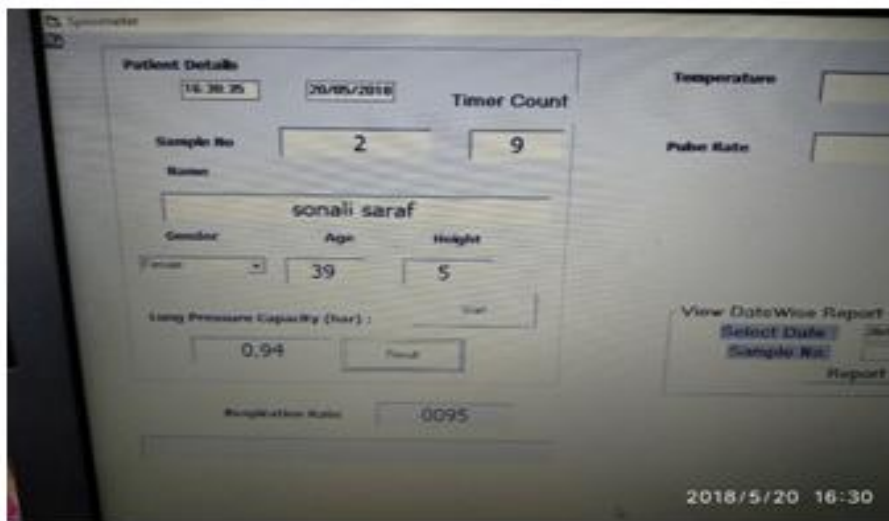 Spirometer
Patient Details
16:30:35 20/05/2018
Timer Count
Sample No 2 9
Name
sonali saraf
Gender Age Height
Female 39 5
Lung Pressure Capacity (bar) :
Start
0.94 Result
Respiration Rate 0095
Temperature
Pulse Rate
View DateWise Report
Select Date
Sample No
Report
2018/5/20 16:30